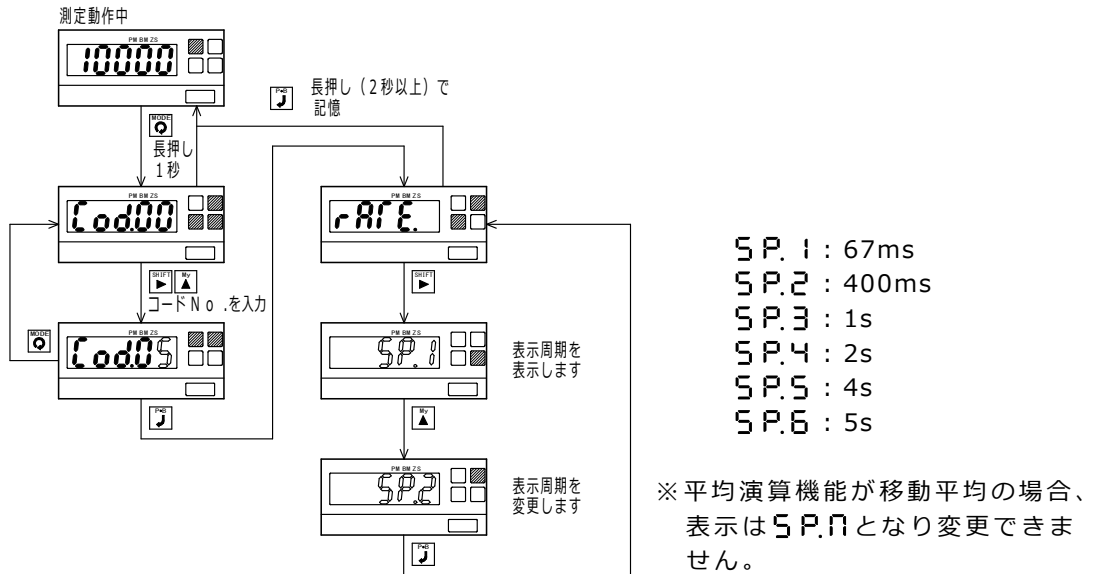 測定動作中
PM BM ZS
10000
P•B
長押し（2秒以上）で
記憶
MODE
長押し
1秒
PM BM ZS
Cod.00
PM BM ZS
rATE.
SHIFT
My
コードＮｏ.を入力
SHIFT
MODE
PM BM ZS
Cod.05
PM BM ZS
SP.1
表示周期を
表示します
P•B
My
PM BM ZS
SP.2
表示周期を
変更します
P•B
SP.1：67ms
SP.2：400ms
SP.3：1s
SP.4：2s
SP.5：4s
SP.6：5s
※平均演算機能が移動平均の場合、
表示はSP.Πとなり変更できま
せん。